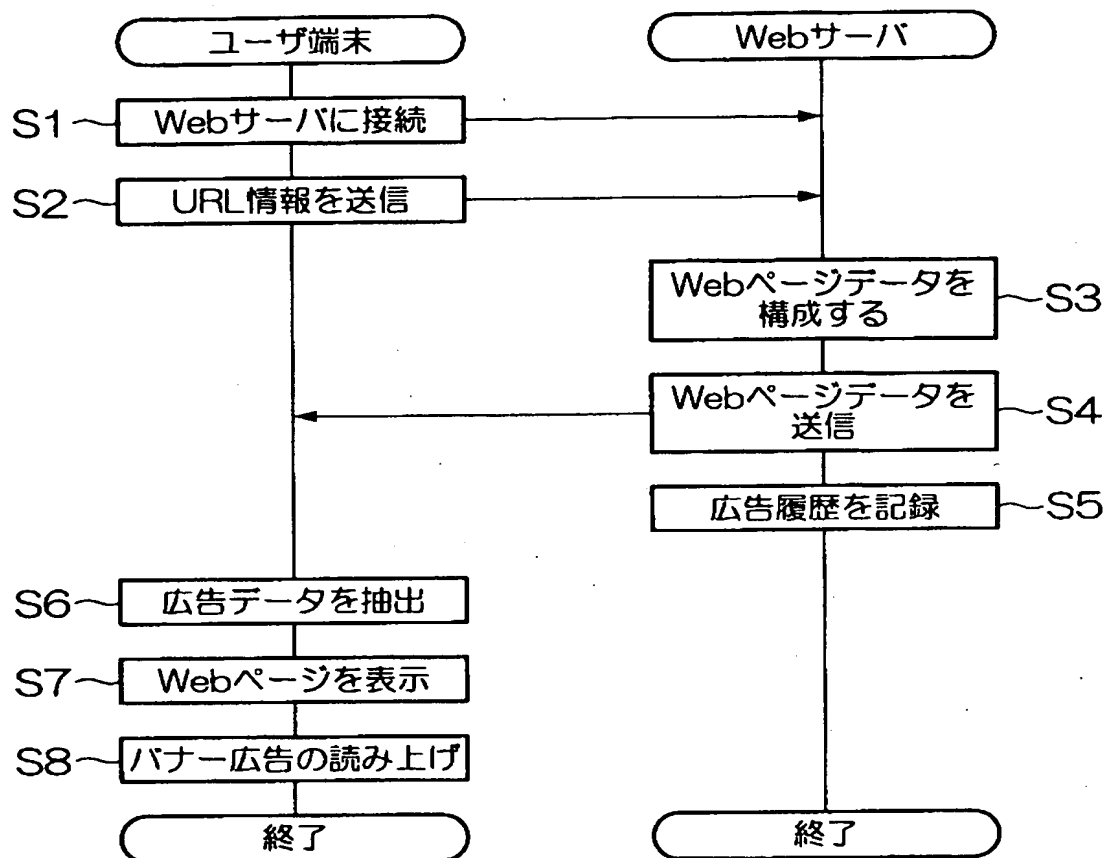 ユーザ端末
Webサーバ
S1
Webサーバに接続
S2
URL情報を送信
Webページデータを
構成する
S3
Webページデータを
送信
S4
広告履歴を記録
S5
S6
広告データを抽出
S7
Webページを表示
S8
バナー広告の読み上げ
終了
終了